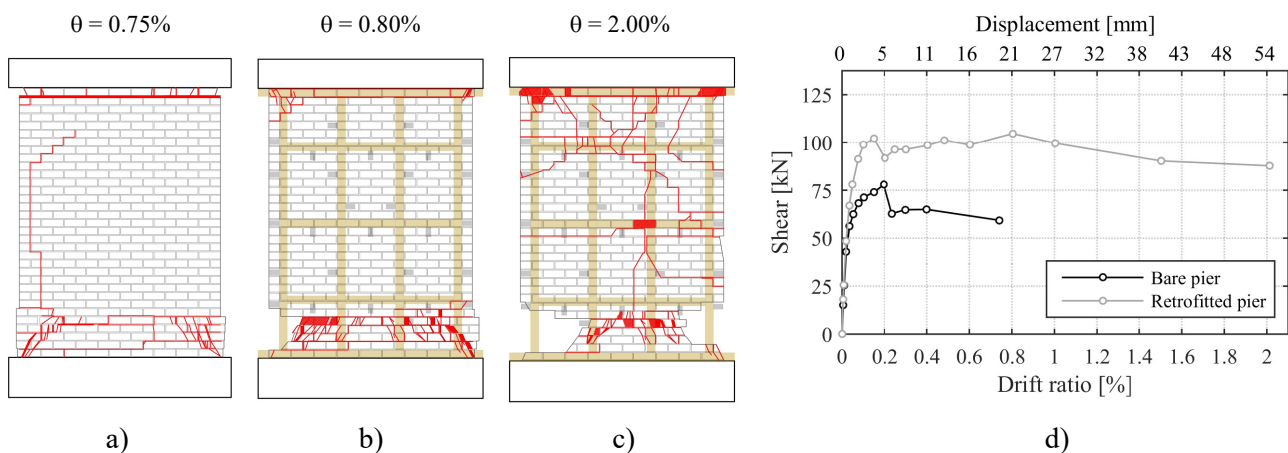 θ = 0.75%
θ = 0.80%
θ = 2.00%
a)
b)
c)
Displacement [mm]
0 5 11 16 21 27 32 38 43 48 54
125
100
75
50
25
0
Shear [kN]
Bare pier
Retrofitted pier
0 0.2 0.4 0.6 0.8 1 1.2 1.4 1.6 1.8 2
Drift ratio [%]
d)